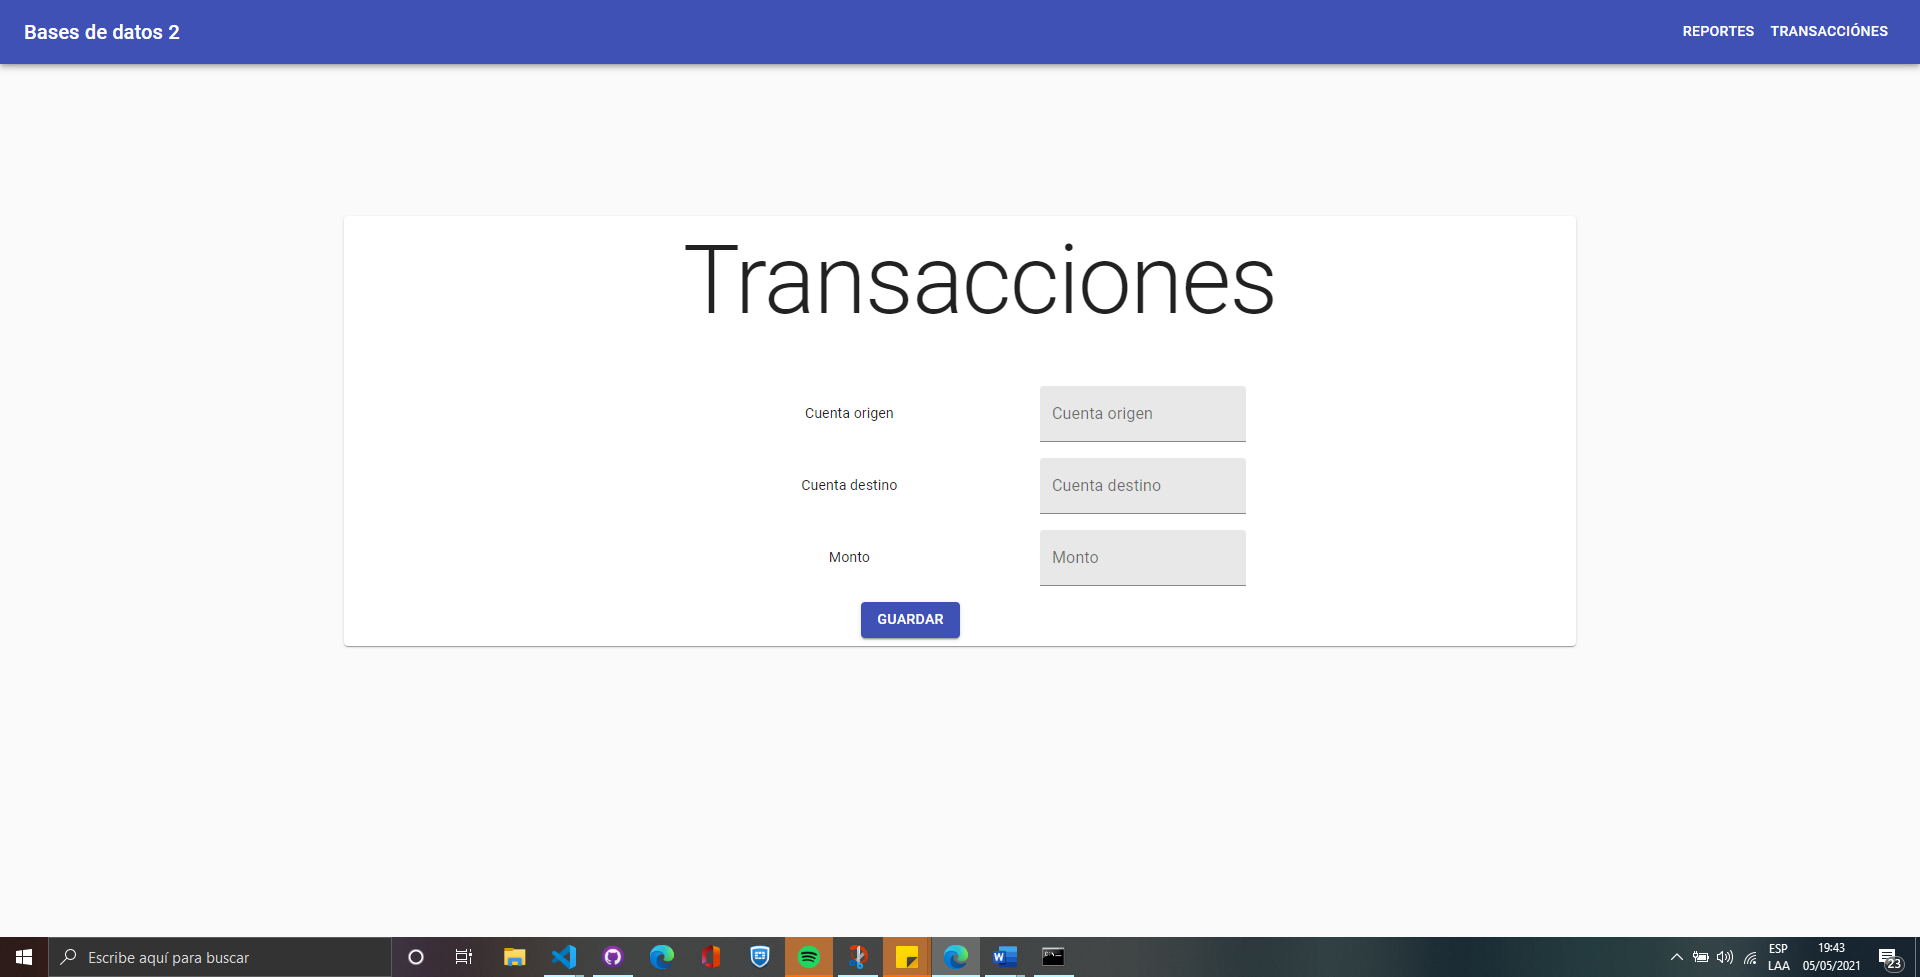 Bases de datos 2
REPORTES TRANSACCIÓNES
Transacciones
Cuenta origen Cuenta origen
Cuenta destino Cuenta destino
Monto Monto
GUARDAR
Escribe aquí para buscar
ESP
LAA
19:43
05/05/2021
23